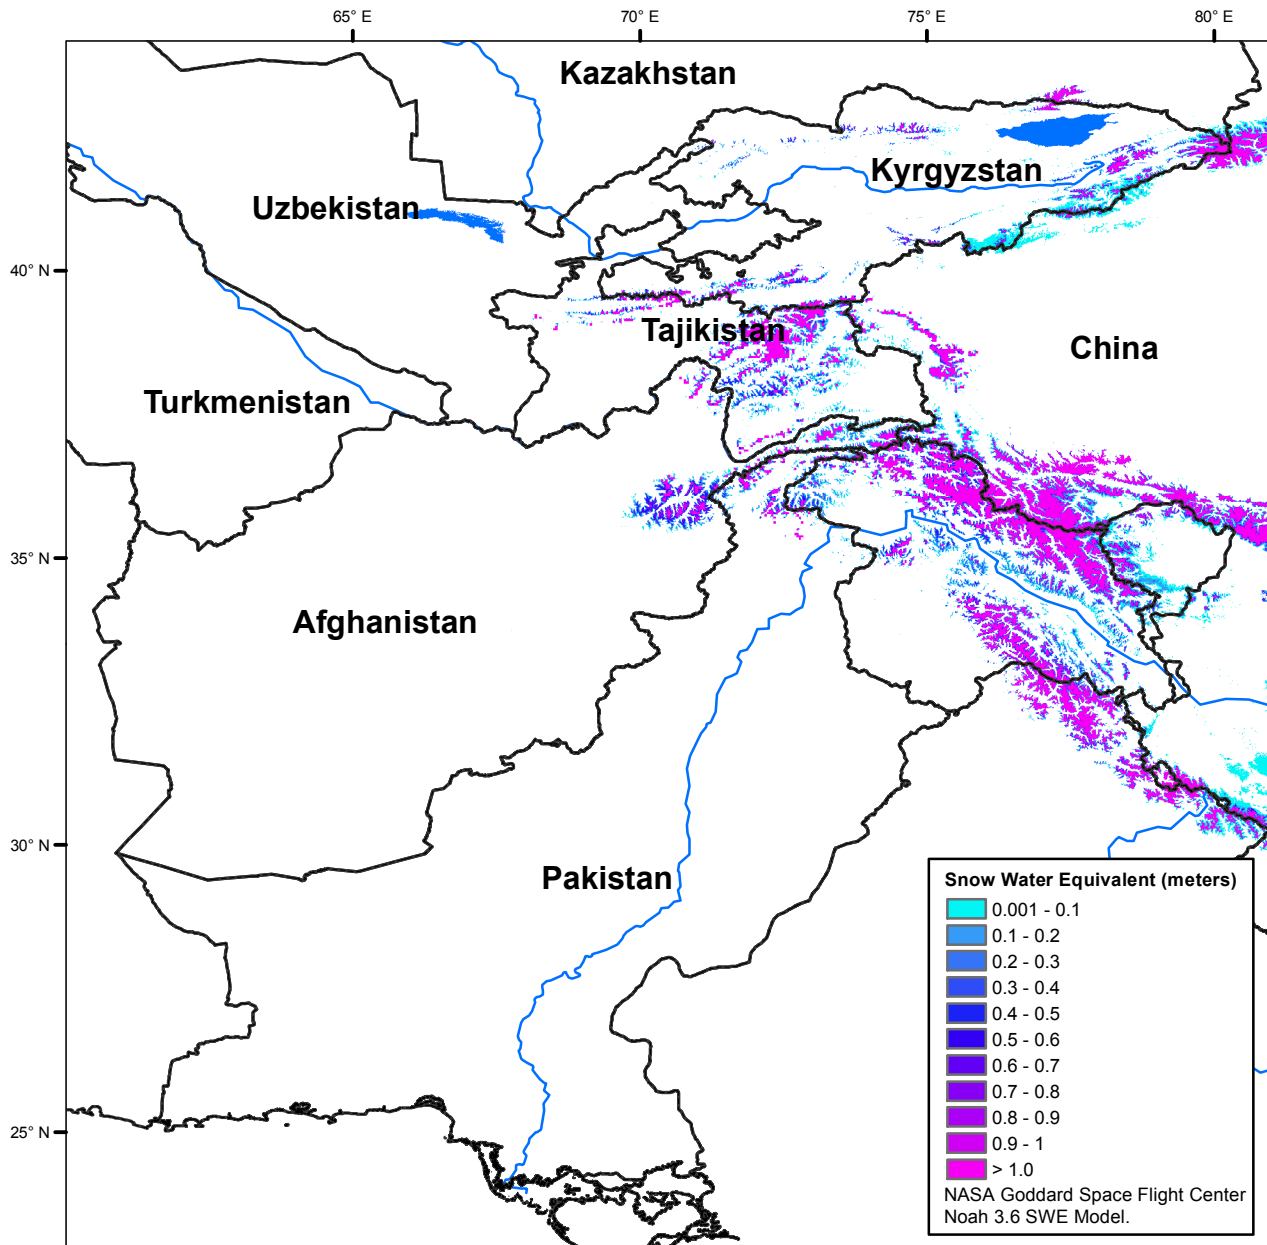 65° E
70° E
75° E
80° E
Kazakhstan
Kyrgyzstan
Uzbekistan
40° N
Tajikistan
China
Turkmenistan
35° N
Afghanistan
30° N
Pakistan
25° N
Snow Water Equivalent (meters)
0.001 - 0.1
0.1 - 0.2
0.2 - 0.3
0.3 - 0.4
0.4 - 0.5
0.5 - 0.6
0.6 - 0.7
0.7 - 0.8
0.8 - 0.9
0.9 - 1
> 1.0
NASA Goddard Space Flight Center
Noah 3.6 SWE Model.